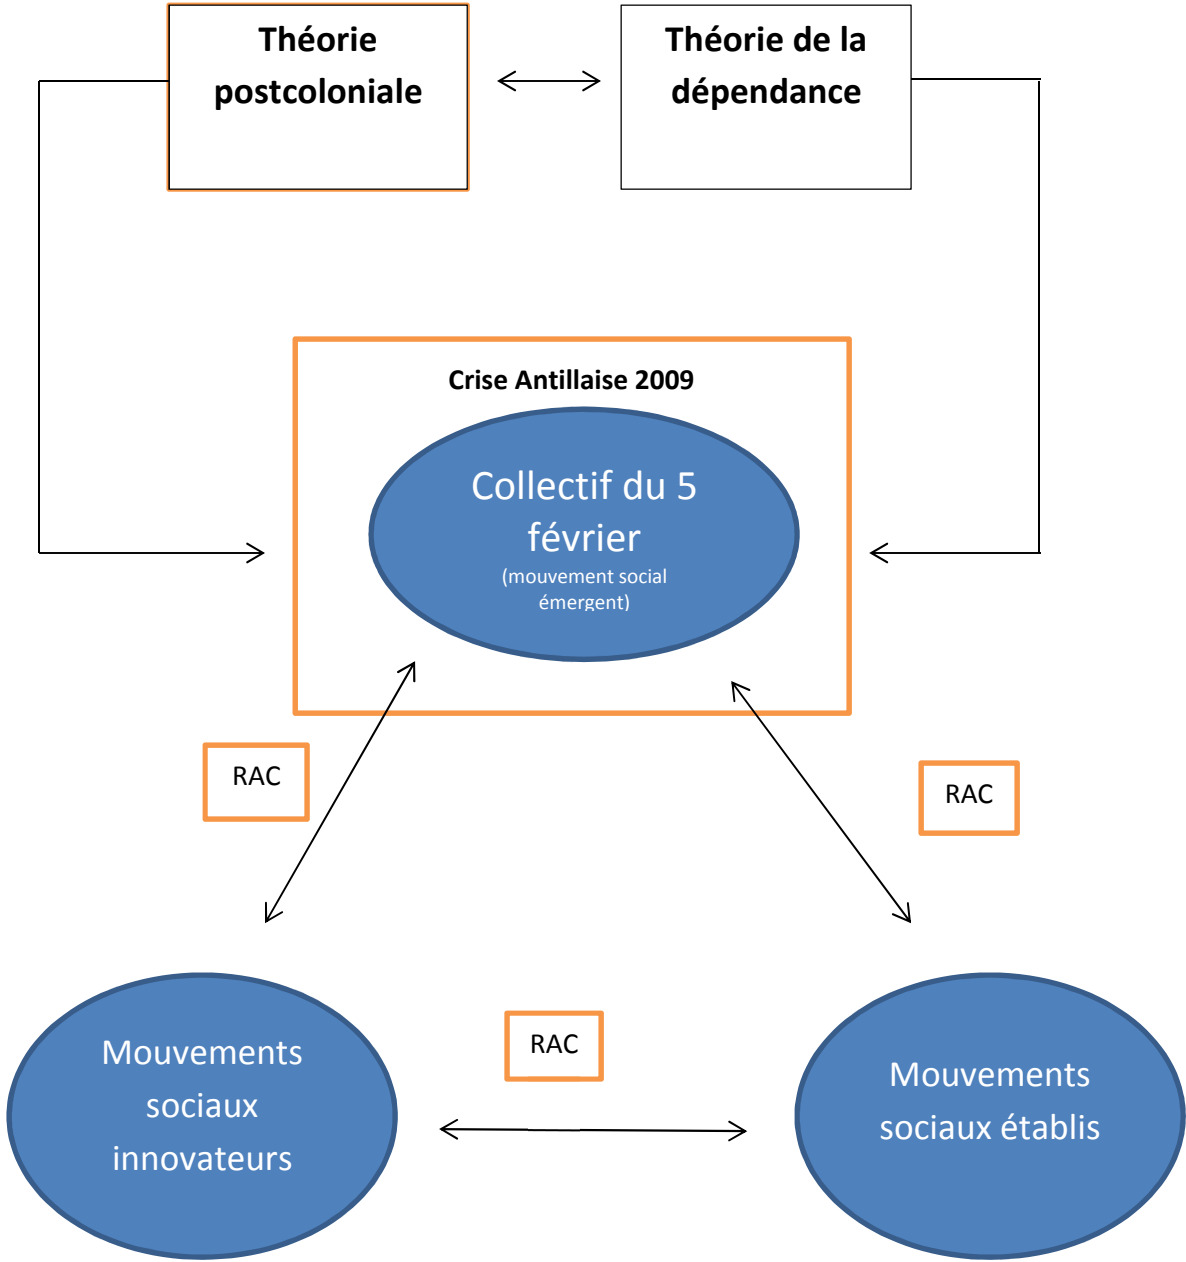 Théorie
postcoloniale
Théorie de la
dépendance
Crise Antillaise 2009
Collectif du 5
février
(mouvement social
émergent)
RAC
RAC
RAC
Mouvements
sociaux
innovateurs
Mouvements
sociaux établis